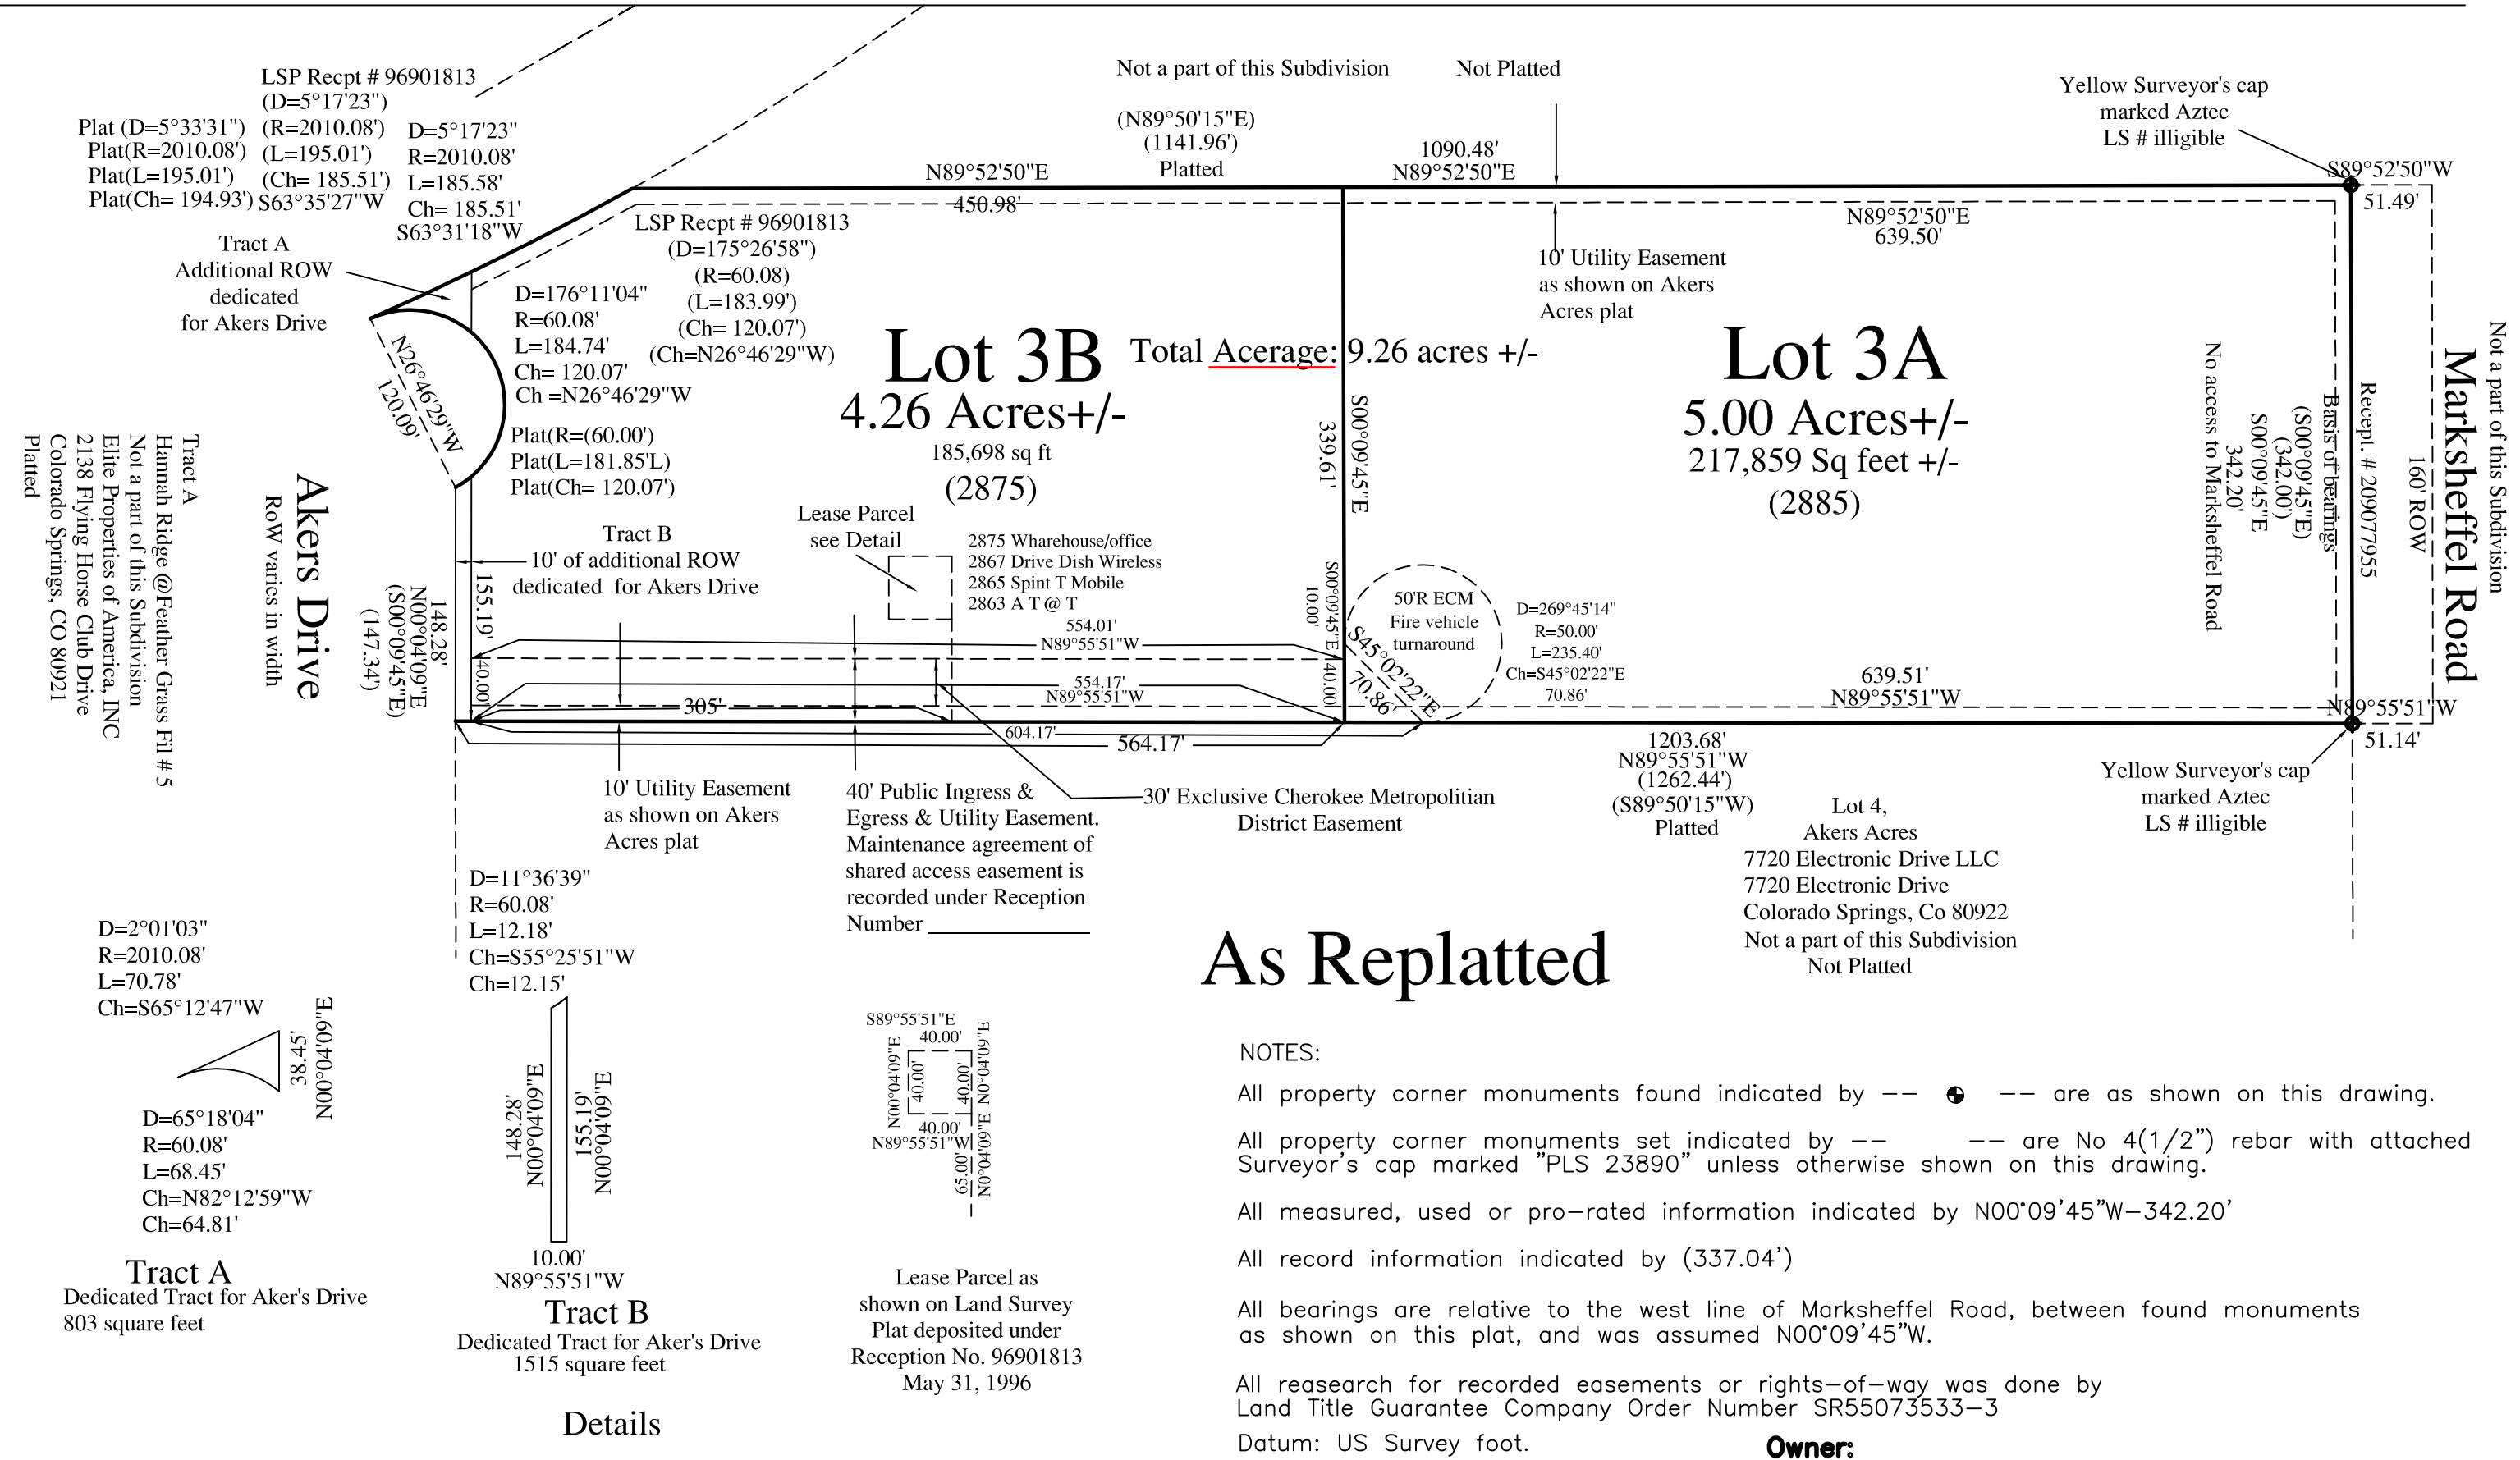 Not a part of this Subdivision
Not Platted
LSP Recpt # 96901813
(D=5°17'23")
(R=2010.08')
(L=195.01')
(Ch= 185.51')
S63°35'27"W
Plat (D=5°33'31")
Plat(R=2010.08')
Plat(L=195.01')
Plat(Ch= 194.93')
D=5°17'23"
R=2010.08'
L=185.58'
Ch= 185.51'
S63°31'18"W
(N89°50'15"E)
(1141.96')
Platted
1090.48'
N89°52'50"E
N89°52'50"E
450.98'
Yellow Surveyor's cap
marked Aztec
LS # illigible
S89°52'50"W
51.49'
N89°52'50"E
639.50'
Tract A
Additional ROW
dedicated
for Akers Drive
LSP Recpt # 96901813
(D=175°26'58")
(R=60.08)
(L=183.99')
(Ch= 120.07')
(Ch=N26°46'29"W)
D=176°11'04"
R=60.08'
L=184.74'
Ch= 120.07'
Ch =N26°46'29"W
Plat(R=(60.00')
Plat(L=181.85'L)
Plat(Ch= 120.07')
N26°46'29"W
120.09'
10' Utility Easement
as shown on Akers
Acres plat
Lot 3B
4.26 Acres+/-
185,698 sq ft
(2875)
Total Acerage: 9.26 acres +/-
Lot 3A
5.00 Acres+/-
217,859 Sq feet +/-
(2885)
S00°09'45"E
339.61'
No access to Marksheffel Road
342.20'
S00°09'45"E
(342.00')
(S00°09'45"E)
Basis of bearings
Recept. # 209077955
160' ROW
Marksheffel Road
Not a part of this Subdivision
Tract A
Hannah Ridge @Feather Grass Fil # 5
Not a part of this Subdivision
Elite Properties of America, INC
2138 Flying Horse Club Drive
Colorado Springs, CO 80921
Platted
Akers Drive
RoW varies in width
148.28'
N00°04'09"E
(S00°09'45"E)
(147.34')
155.19'
40.00'
Tract B
10' of additional ROW
dedicated for Akers Drive
Lease Parcel
see Detail
2875 Wharehouse/office
2867 Drive Dish Wireless
2865 Spint T Mobile
2863 A T @ T
554.01'
N89°55'51"W
554.17'
N89°55'51"W
305'
604.17'
564.17'
S00°09'45"E
10.00'
40.00'
50'R ECM
Fire vehicle
turnaround
S45°02'22"E
70.86'
D=269°45'14"
R=50.00'
L=235.40'
Ch=S45°02'22"E
70.86'
639.51'
N89°55'51"W
N89°55'51"W
51.14'
1203.68'
N89°55'51"W
(1262.44')
(S89°50'15"W)
Platted
Yellow Surveyor's cap
marked Aztec
LS # illigible
10' Utility Easement
as shown on Akers
Acres plat
40' Public Ingress &
Egress & Utility Easement.
Maintenance agreement of
shared access easement is
recorded under Reception
Number
30' Exclusive Cherokee Metropolitian
District Easement
Lot 4,
Akers Acres
7720 Electronic Drive LLC
7720 Electronic Drive
Colorado Springs, Co 80922
Not a part of this Subdivision
Not Platted
As Replatted
D=2°01'03"
R=2010.08'
L=70.78'
Ch=S65°12'47"W
38.45'
N00°04'09"E
D=65°18'04"
R=60.08'
L=68.45'
Ch=N82°12'59"W
Ch=64.81'
Tract A
Dedicated Tract for Aker's Drive
803 square feet
D=11°36'39"
R=60.08'
L=12.18'
Ch=S55°25'51"W
Ch=12.15'
148.28'
N00°04'09"E
155.19'
N00°04'09"E
10.00'
N89°55'51"W
Tract B
Dedicated Tract for Aker's Drive
1515 square feet
S89°55'51"E
40.00'
N00°04'09"E
40.00'
40.00'
N0°04'09"E
40.00'
N89°55'51"W
65.00'
N0°04'09"E
Lease Parcel as
shown on Land Survey
Plat deposited under
Reception No. 96901813
May 31, 1996
Details
NOTES:
All property corner monuments found indicated by -- -- are as shown on this drawing.
All property corner monuments set indicated by -- -- are No 4(1/2") rebar with attached
Surveyor's cap marked "PLS 23890" unless otherwise shown on this drawing.
All measured, used or pro-rated information indicated by N00°09'45"W-342.20'
All record information indicated by (337.04')
All bearings are relative to the west line of Marksheffel Road, between found monuments
as shown on this plat, and was assumed N00°09'45"W.
All reasearch for recorded easements or rights-of-way was done by
Land Title Guarantee Company Order Number SR55073533-3
Datum: US Survey foot.
Owner: